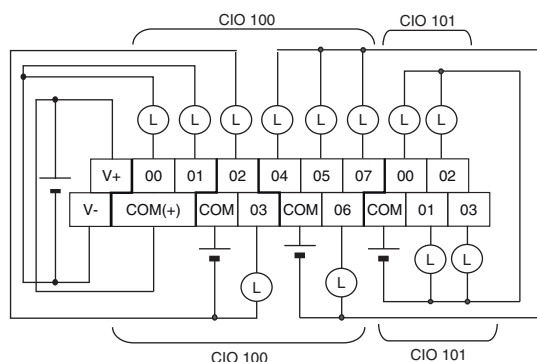 CIO 100 CIO 101
L L L L L L L L
V+ 00 01 02 04 05 07 00 02
V- COM(+) COM 03 COM 06 COM 01 03
L L L L
CIO 100 CIO 101